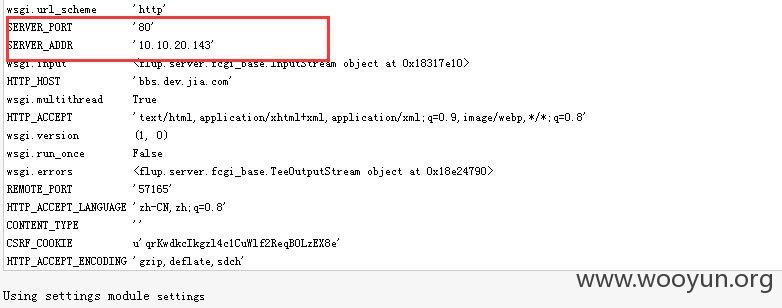 wsgi.url_scheme 'http'
SERVER_PORT '80'
SERVER_ADDR '10.10.20.143'
wsgi.input <flup.server.fcgi_base.InputStream object at 0x18317e10>
HTTP_HOST 'bbs.dev.jia.com'
wsgi.multithread True
HTTP_ACCEPT 'text/html,application/xhtml+xml,application/xml;q=0.9,image/webp,*/*;q=0.8'
wsgi.version (1, 0)
wsgi.run_once False
wsgi.errors <flup.server.fcgi_base.TeeOutputStream object at 0x18e24790>
REMOTE_PORT '57165'
HTTP_ACCEPT_LANGUAGE 'zh-CN,zh;q=0.8'
CONTENT_TYPE ''
CSRF_COOKIE u'qrKwdkcIkgzl4c1CuWlf2ReqBOLzEX8e'
HTTP_ACCEPT_ENCODING 'gzip,deflate,sdch'
Using settings module settings
www.wooyun.org